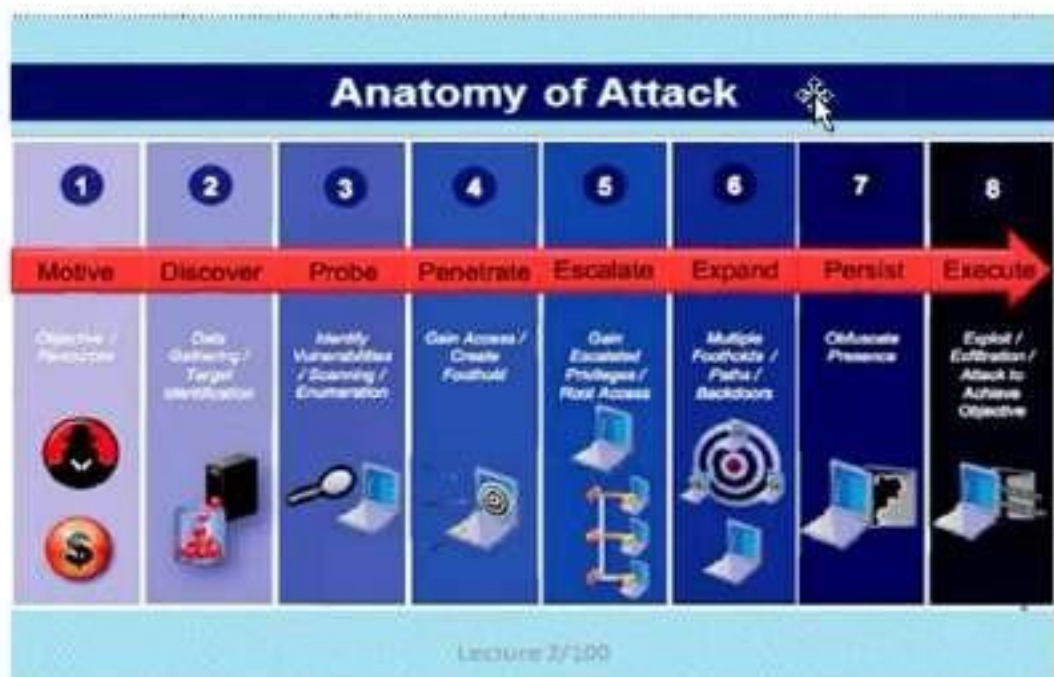 Anatomy of Attack
1
2
3
4
5
6
7
8
Motive
Discover
Probe
Penetrate
Escalate
Expand
Persist
Execute
Objective /
Resources
Data
Gathering /
Target
Identification
Identify
Vulnerabilities
/ Scanning /
Enumeration
Gain Access /
Create
Foothold
Gain
Escalated
Privileges /
Root Access
Multiple
Footholds /
Paths /
Backdoors
Obfuscate
Presence
Exploit /
Exfiltration /
Attack to
Achieve
Objective
$
Lecture 2/100